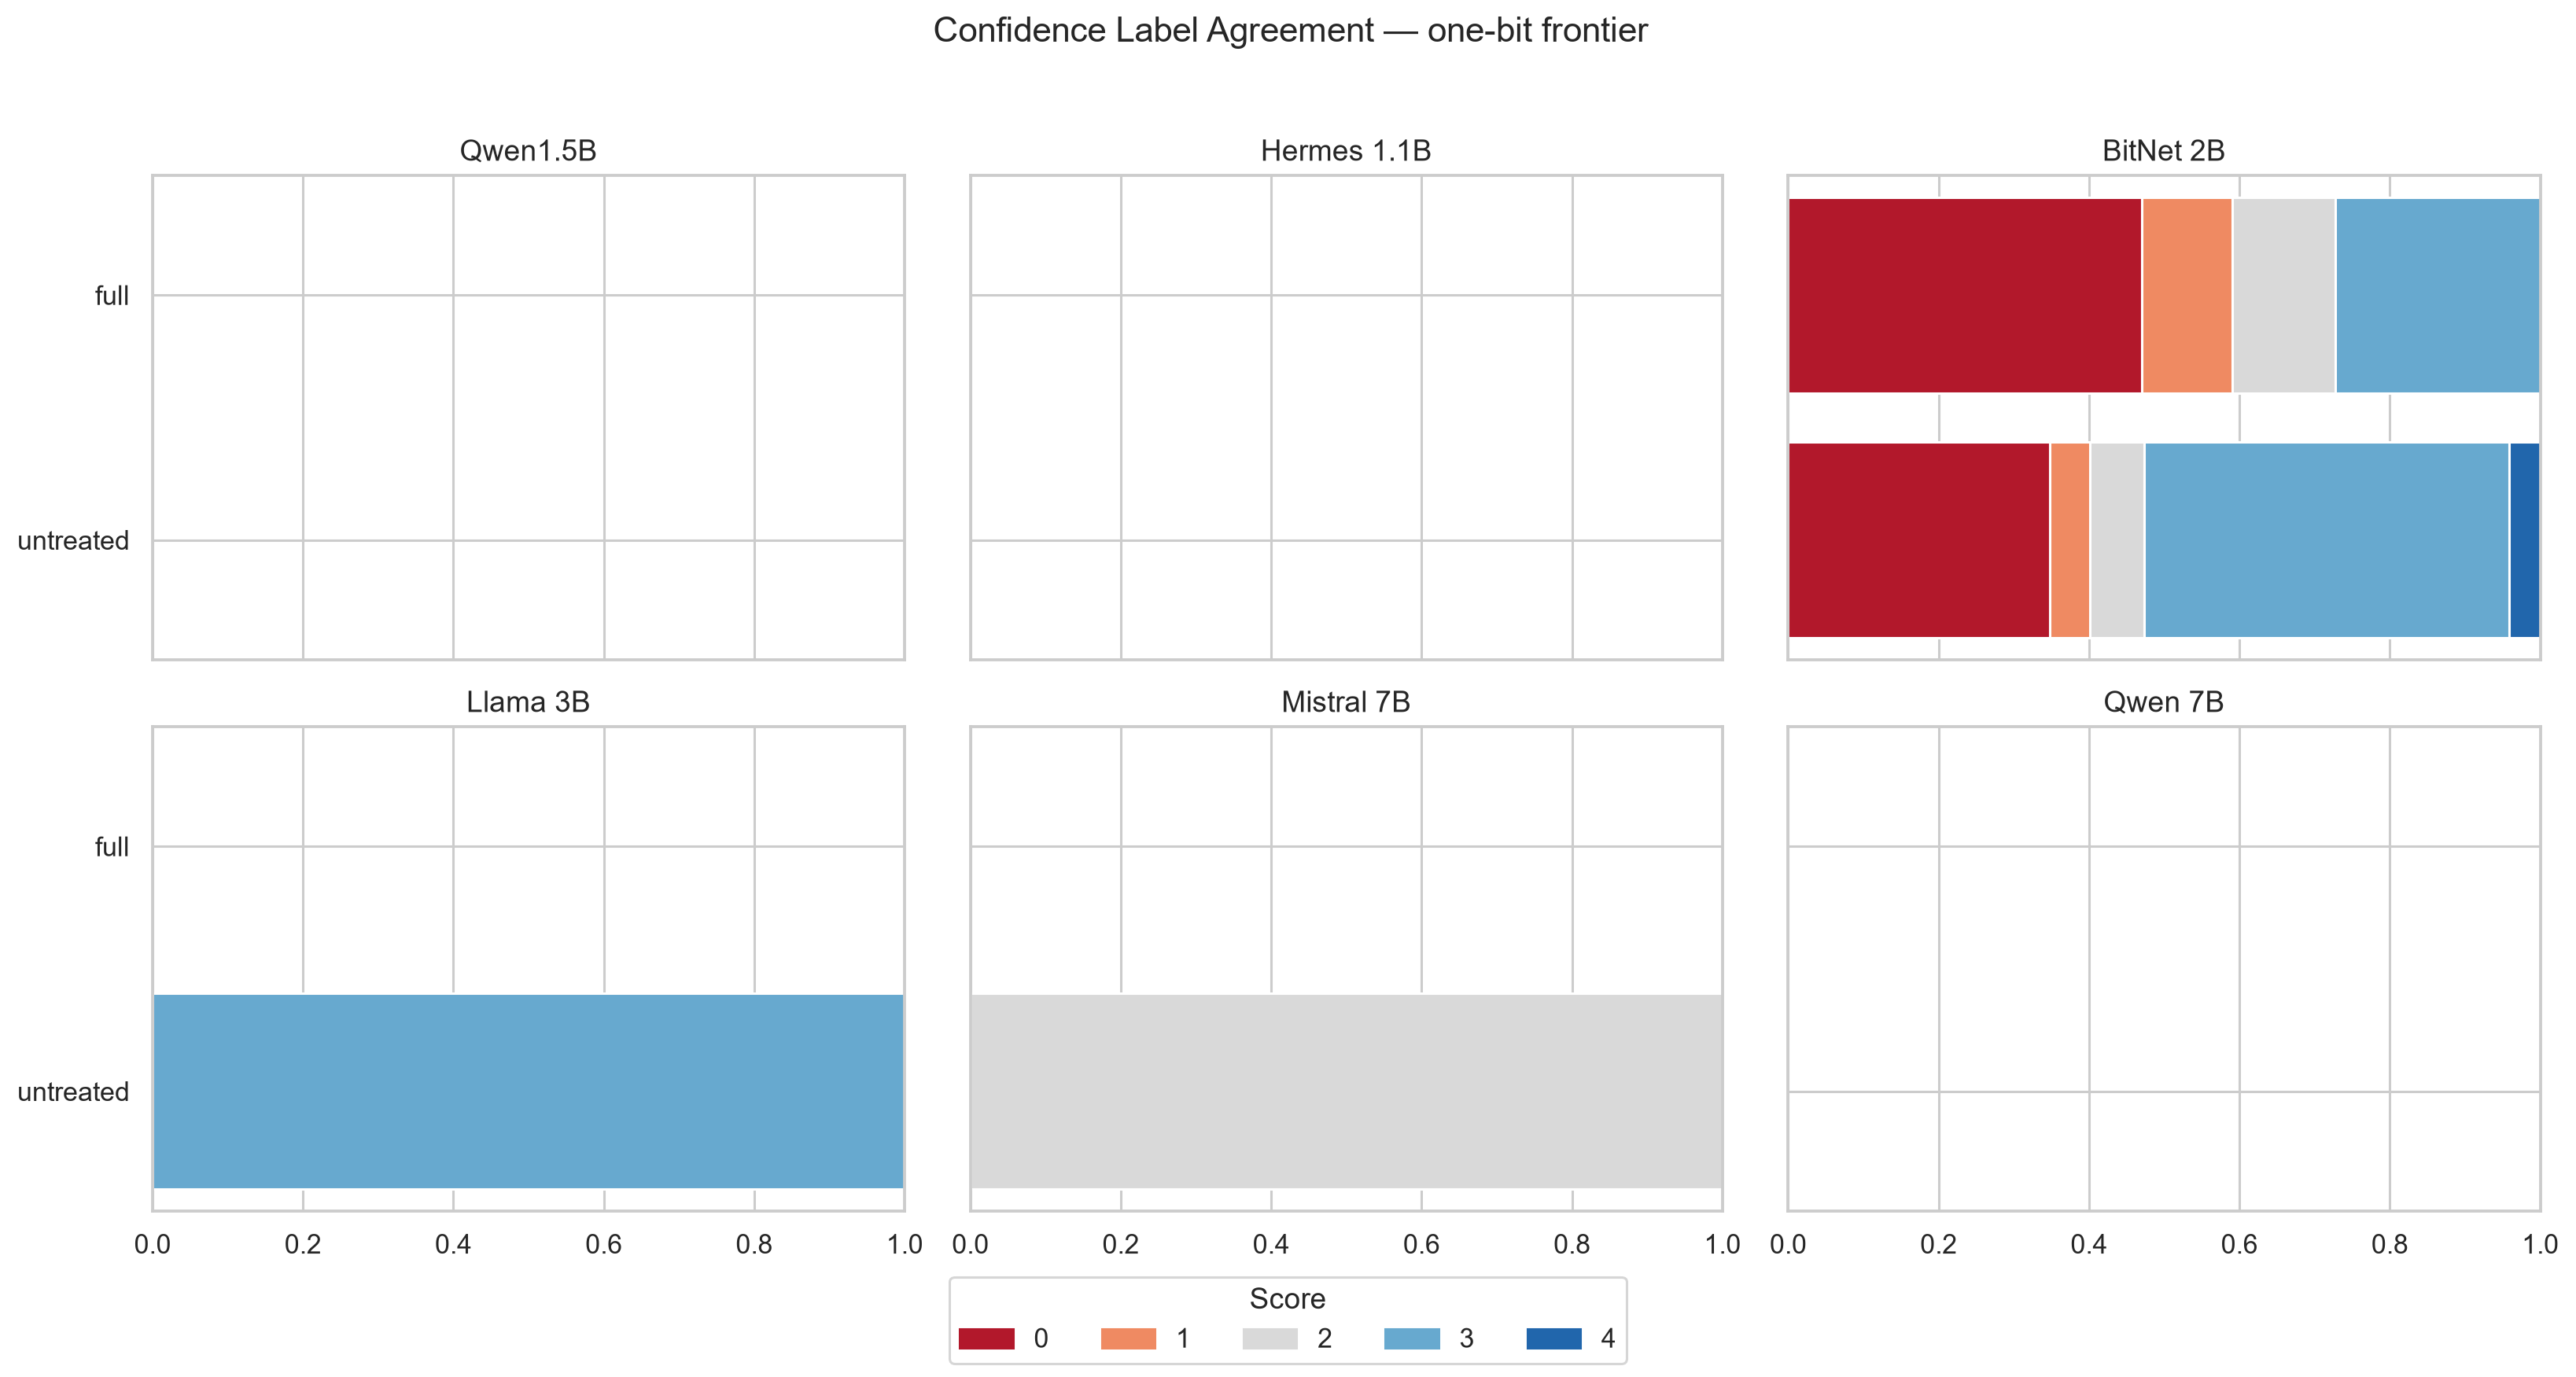 Confidence Label Agreement — one-bit frontier
Qwen1.5B
Hermes 1.1B
BitNet 2B
full
untreated
Llama 3B
Mistral 7B
Qwen 7B
full
untreated
0.0 0.2 0.4 0.6 0.8 1.0
0.0 0.2 0.4 0.6 0.8 1.0
0.0 0.2 0.4 0.6 0.8 1.0
Score
0 1 2 3 4